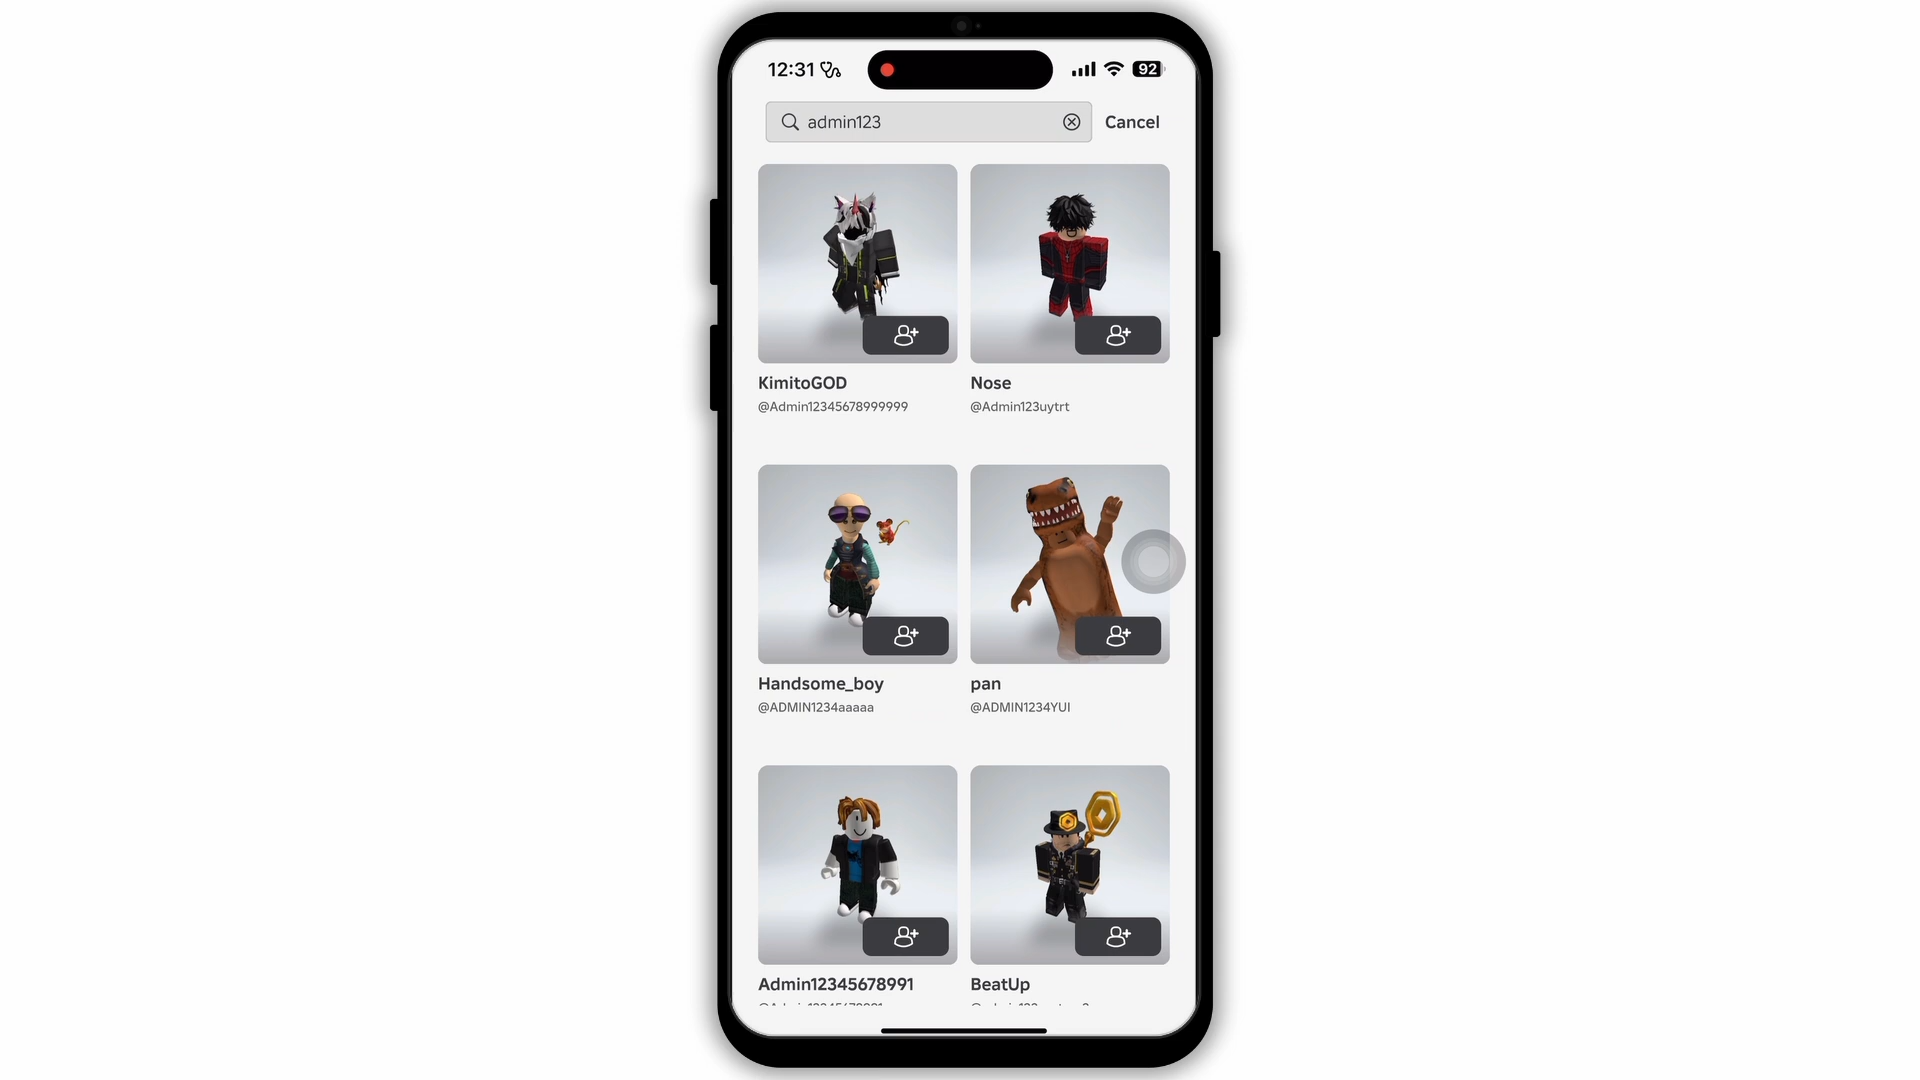 12:31
92
admin123
Cancel
KimitoGOD
Nose
@Admin12345678999999
@Admin123uytrt
Handsome_boy
pan
@ADMIN1234aaaaa
@ADMIN1234YUI
Admin12345678991
BeatUp